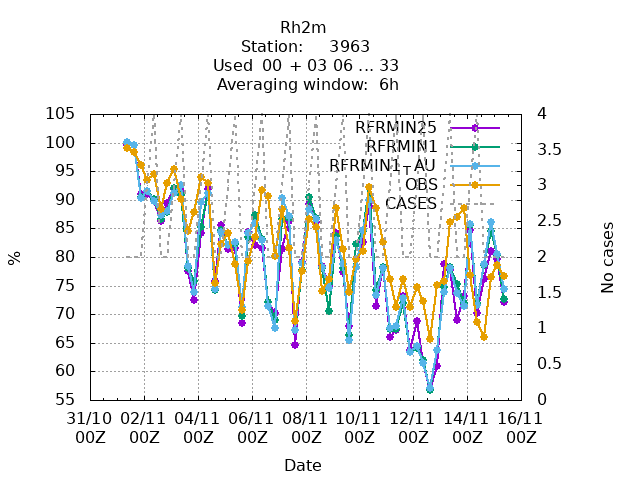 Rh2m
Station: 3963
Used 00 + 03 06 ... 33
Averaging window: 6h
RFRMIN25
RFRMIN1
RFRMIN1_AU
OBS
CASES
%
105
100
95
90
85
80
75
70
65
60
55
4
3.5
3
2.5
2
1.5
1
0.5
0
No cases
31/10 02/11 04/11 06/11 08/11 10/11 12/11 14/11 16/11
00Z 00Z 00Z 00Z 00Z 00Z 00Z 00Z 00Z
Date